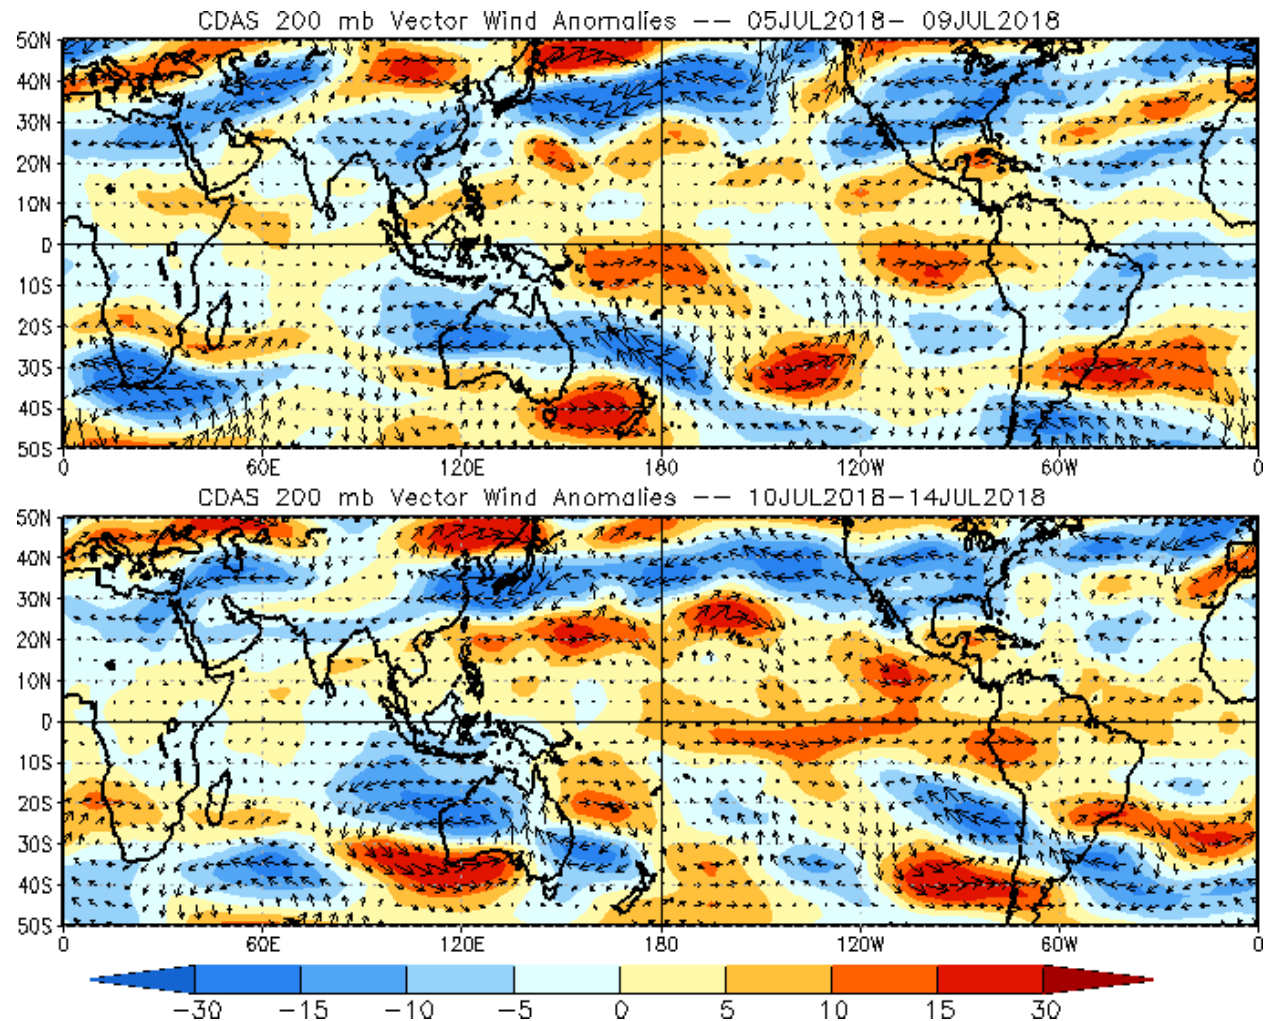 CDAS 200 mb Vector Wind Anomalies -- 05JUL2018- 09JUL2018
50N
40N
30N
20N
10N
0
10S
20S
30S
40S
50S
0 60E 120E 180 120W 60W 0
CDAS 200 mb Vector Wind Anomalies -- 10JUL2018-14JUL2018
50N
40N
30N
20N
10N
0
10S
20S
30S
40S
50S
0 60E 120E 180 120W 60W 0
-30 -15 -10 -5 0 5 10 15 30